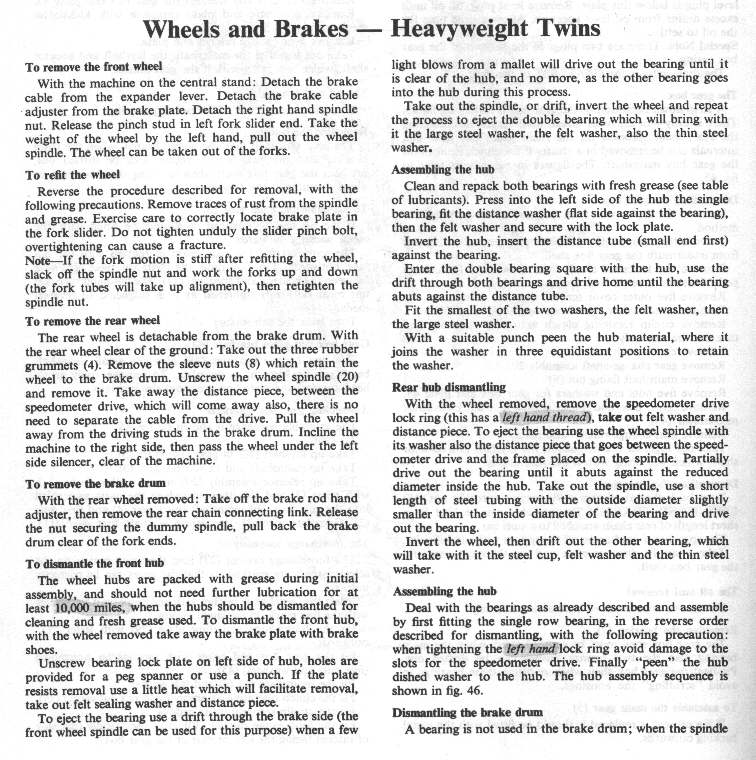 Wheels and Brakes — Heavyweight Twins
To remove the front wheel
With the machine on the central stand: Detach the brake
cable from the expander lever. Detach the brake cable
adjuster from the brake plate. Detach the right hand spindle
nut. Release the pinch stud in left fork slider end. Take the
weight of the wheel by the left hand, pull out the wheel
spindle. The wheel can be taken out of the forks.
To refit the wheel
Reverse the procedure described for removal, with the
following precautions. Remove traces of rust from the spindle
and grease. Exercise care to correctly locate brake plate in
the fork slider. Do not tighten unduly the slider pinch bolt,
overtightening can cause a fracture.
Note—If the fork motion is stiff after refitting the wheel,
slack off the spindle nut and work the forks up and down
(the fork tubes will take up alignment), then retighten the
spindle nut.
To remove the rear wheel
The rear wheel is detachable from the brake drum. With
the rear wheel clear of the ground: Take out the three rubber
grummets (4). Remove the sleeve nuts (8) which retain the
wheel to the brake drum. Unscrew the wheel spindle (20)
and remove it. Take away the distance piece, between the
speedometer drive, which will come away also, there is no
need to separate the cable from the drive. Pull the wheel
away from the driving studs in the brake drum. Incline the
machine to the right side, then pass the wheel under the left
side silencer, clear of the machine.
To remove the brake drum
With the rear wheel removed: Take off the brake rod hand
adjuster, then remove the rear chain connecting link. Release
the nut securing the dummy spindle, pull back the brake
drum clear of the fork ends.
To dismantle the front hub
The wheel hubs are packed with grease during initial
assembly, and should not need further lubrication for at
least 10,000 miles, when the hubs should be dismantled for
cleaning and fresh grease used. To dismantle the front hub,
with the wheel removed take away the brake plate with brake
shoes.
Unscrew bearing lock plate on left side of hub, holes are
provided for a peg spanner or use a punch. If the plate
resists removal use a little heat which will facilitate removal,
take out felt sealing washer and distance piece.
To eject the bearing use a drift through the brake side (the
front wheel spindle can be used for this purpose) when a few
light blows from a mallet will drive out the bearing until it
is clear of the hub, and no more, as the other bearing goes
into the hub during this process.
Take out the spindle, or drift, invert the wheel and repeat
the process to eject the double bearing which will bring with
it the large steel washer, the felt washer, also the thin steel
washer.
Assembling the hub
Clean and repack both bearings with fresh grease (see table
of lubricants). Press into the left side of the hub the single
bearing, fit the distance washer (flat side against the bearing),
then the felt washer and secure with the lock plate.
Invert the hub, insert the distance tube (small end first)
against the bearing.
Enter the double bearing square with the hub, use the
drift through both bearings and drive home until the bearing
abuts against the distance tube.
Fit the smallest of the two washers, the felt washer, then
the large steel washer.
With a suitable punch peen the hub material, where it
joins the washer in three equidistant positions to retain
the washer.
Rear hub dismantling
With the wheel removed, remove the speedometer drive
lock ring (this has a left hand thread), take out felt washer and
distance piece. To eject the bearing use the wheel spindle with
its washer also the distance piece that goes between the speed-
ometer drive and the frame placed on the spindle. Partially
drive out the bearing until it abuts against the reduced
diameter inside the hub. Take out the spindle, use a short
length of steel tubing with the outside diameter slightly
smaller than the inside diameter of the bearing and drive
out the bearing.
Invert the wheel, then drift out the other bearing, which
will take with it the steel cup, felt washer and the thin steel
washer.
Assembling the hub
Deal with the bearings as already described and assemble
by first fitting the single row bearing, in the reverse order
described for dismantling, with the following precaution:
when tightening the left hand lock ring avoid damage to the
slots for the speedometer drive. Finally "peen" the hub
dished washer to the hub. The hub assembly sequence is
shown in fig. 46.
Dismantling the brake drum
A bearing is not used in the brake drum; when the spindle